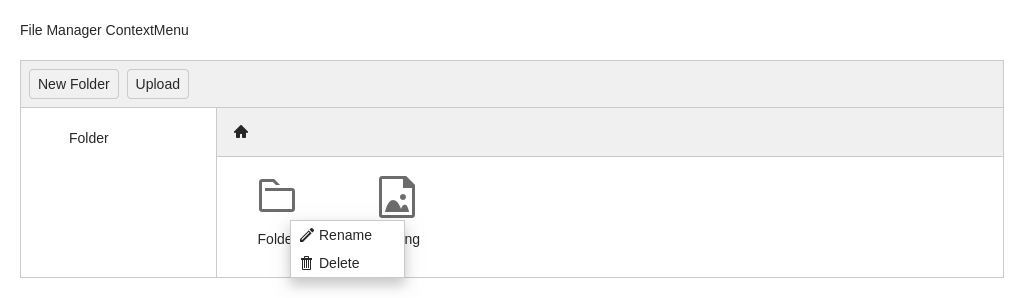 File Manager ContextMenu
New Folder Upload
Folder
Rename
Delete